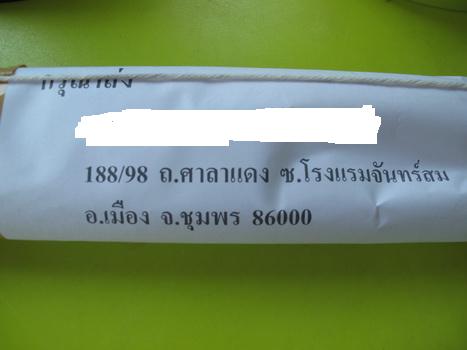 กรุณาส่ง
188/98 ถ.ศาลาแดง ซ.โรงแรมจันทร์สม
อ.เมือง จ.ชุมพร 86000